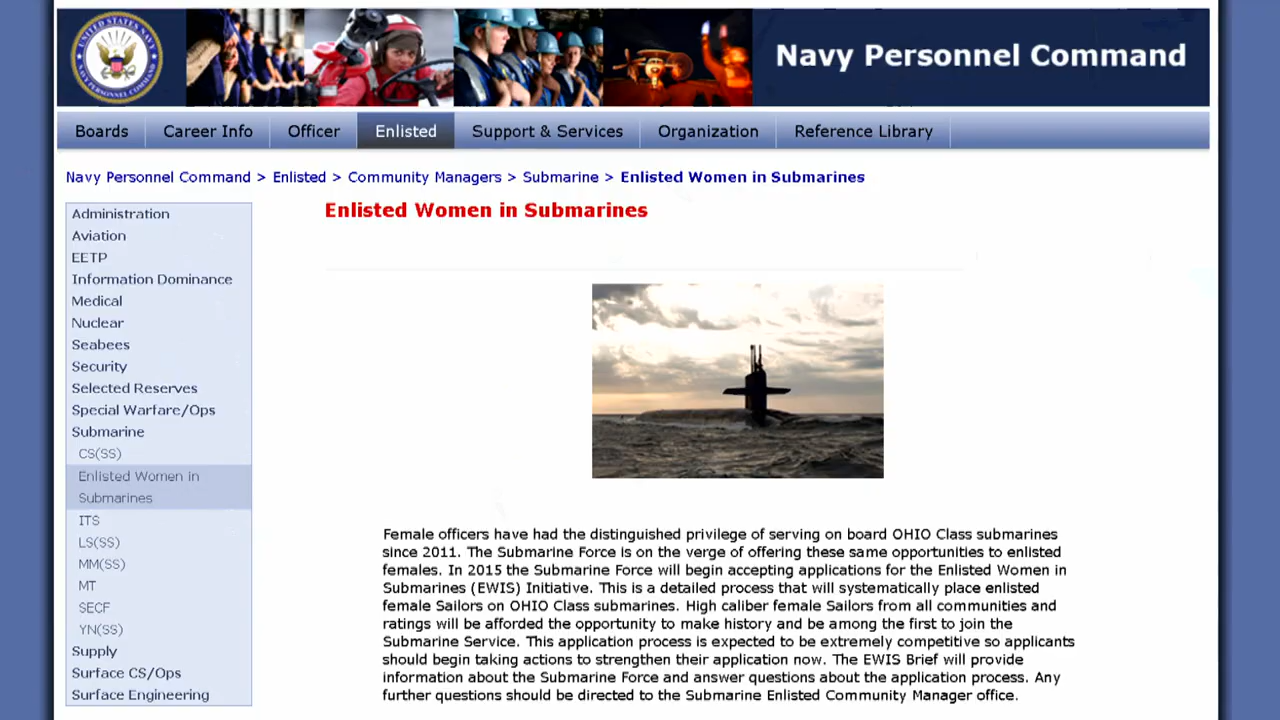 UNITED STATES NAVY
NAVY PERSONNEL COMMAND
Navy Personnel Command
Boards Career Info Officer Enlisted Support & Services Organization Reference Library
Navy Personnel Command > Enlisted > Community Managers > Submarine > Enlisted Women in Submarines
Administration
Aviation
EETP
Information Dominance
Medical
Nuclear
Seabees
Security
Selected Reserves
Special Warfare/Ops
Submarine
CS(SS)
Enlisted Women in
Submarines
ITS
LS(SS)
MM(SS)
MT
SECF
YN(SS)
Supply
Surface CS/Ops
Surface Engineering
Enlisted Women in Submarines
Female officers have had the distinguished privilege of serving on board OHIO Class submarines
since 2011. The Submarine Force is on the verge of offering these same opportunities to enlisted
females. In 2015 the Submarine Force will begin accepting applications for the Enlisted Women in
Submarines (EWIS) Initiative. This is a detailed process that will systematically place enlisted
female Sailors on OHIO Class submarines. High caliber female Sailors from all communities and
ratings will be afforded the opportunity to make history and be among the first to join the
Submarine Service. This application process is expected to be extremely competitive so applicants
should begin taking actions to strengthen their application now. The EWIS Brief will provide
information about the Submarine Force and answer questions about the application process. Any
further questions should be directed to the Submarine Enlisted Community Manager office.